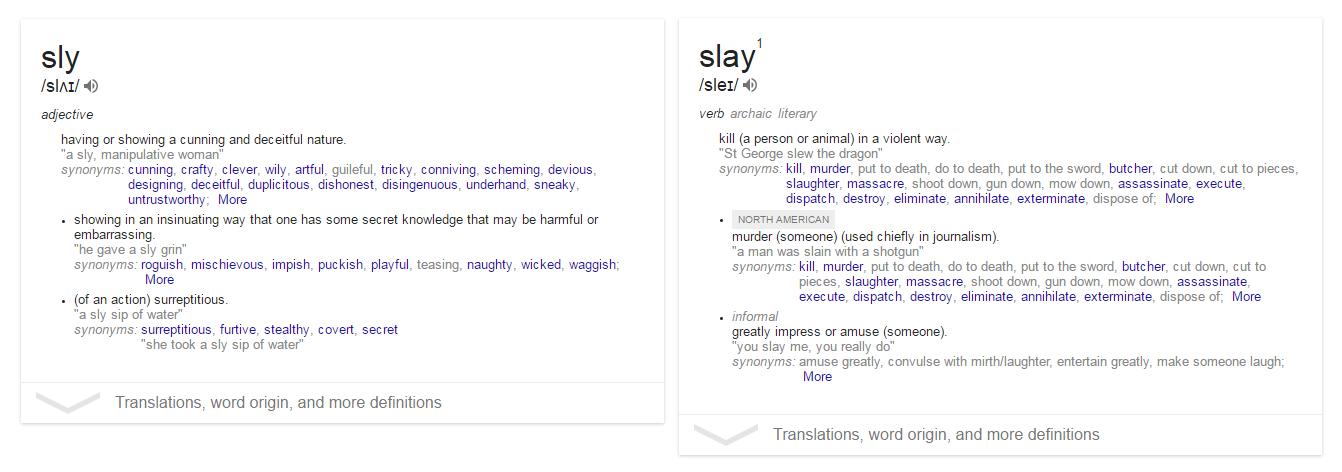 sly
/slʌɪ/
adjective
having or showing a cunning and deceitful nature.
"a sly, manipulative woman"
synonyms: cunning, crafty, clever, wily, artful, guileful, tricky, conniving, scheming, devious,
designing, deceitful, duplicitous, dishonest, disingenuous, underhand, sneaky,
untrustworthy; More
• showing in an insinuating way that one has some secret knowledge that may be harmful or
embarrassing.
"he gave a sly grin"
synonyms: roguish, mischievous, impish, puckish, playful, teasing, naughty, wicked, waggish;
More
• (of an action) surreptitious.
"a sly sip of water"
synonyms: surreptitious, furtive, stealthy, covert, secret
"she took a sly sip of water"
Translations, word origin, and more definitions
slay¹
/sleɪ/
verb archaic literary
kill (a person or animal) in a violent way.
"St George slew the dragon"
synonyms: kill, murder, put to death, do to death, put to the sword, butcher, cut down, cut to pieces,
slaughter, massacre, shoot down, gun down, mow down, assassinate, execute,
dispatch, destroy, eliminate, annihilate, exterminate, dispose of; More
• NORTH AMERICAN
murder (someone) (used chiefly in journalism).
"a man was slain with a shotgun"
synonyms: kill, murder, put to death, do to death, put to the sword, butcher, cut down, cut to
pieces, slaughter, massacre, shoot down, gun down, mow down, assassinate,
execute, dispatch, destroy, eliminate, annihilate, exterminate, dispose of; More
• informal
greatly impress or amuse (someone).
"you slay me, you really do"
synonyms: amuse greatly, convulse with mirth/laughter, entertain greatly, make someone laugh;
More
Translations, word origin, and more definitions